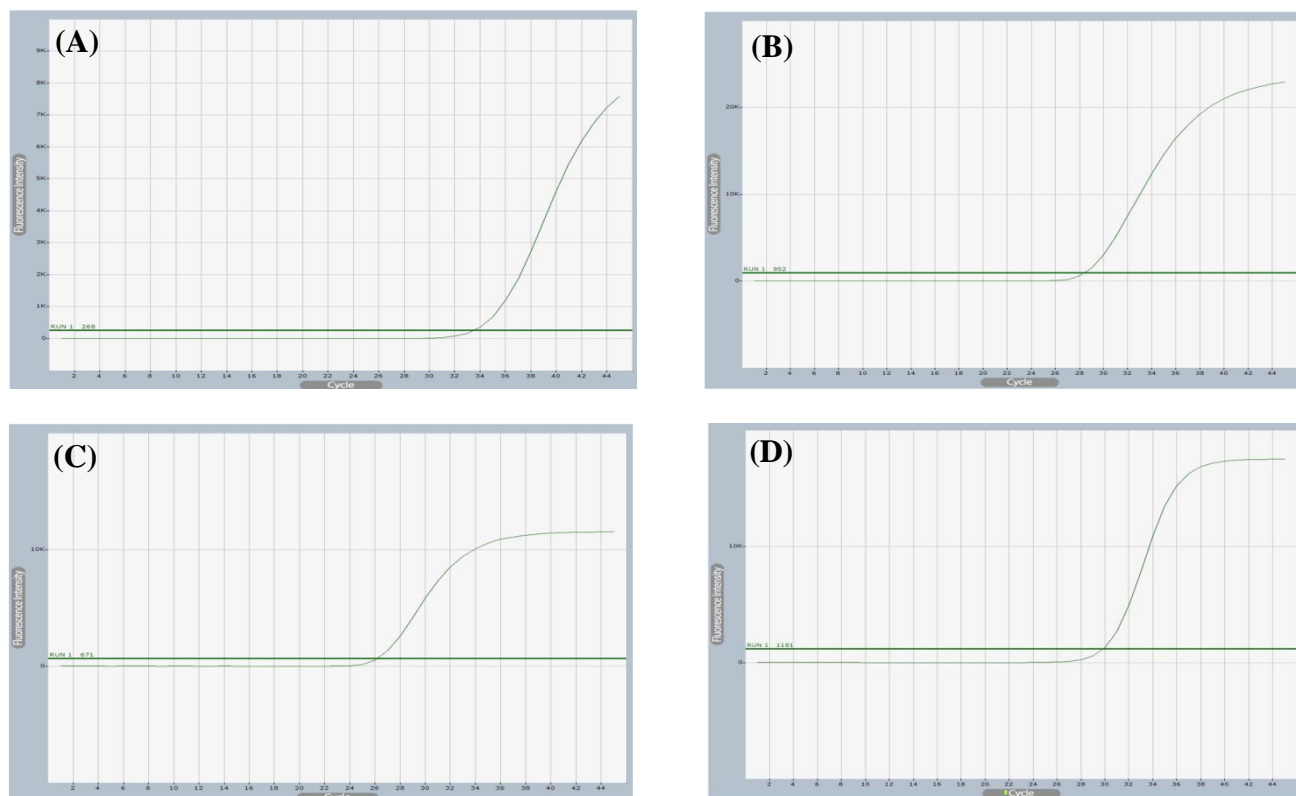 (A)
9K
8K
7K
6K
5K
4K
3K
2K
1K
0
Fluorescence Intensity
RUN 1 268
2 4 6 8 10 12 14 16 18 20 22 24 26 28 30 32 34 36 38 40 42 44
Cycle
(B)
20K
10K
0
Fluorescence Intensity
RUN 1 952
2 4 6 8 10 12 14 16 18 20 22 24 26 28 30 32 34 36 38 40 42 44
Cycle
(C)
10K
0
Fluorescence Intensity
RUN 1 671
2 4 6 8 10 12 14 16 18 20 22 24 26 28 30 32 34 36 38 40 42 44
Cycle
(D)
10K
0
Fluorescence Intensity
RUN 1 1181
2 4 6 8 10 12 14 16 18 20 22 24 26 28 30 32 34 36 38 40 42 44
Cycle